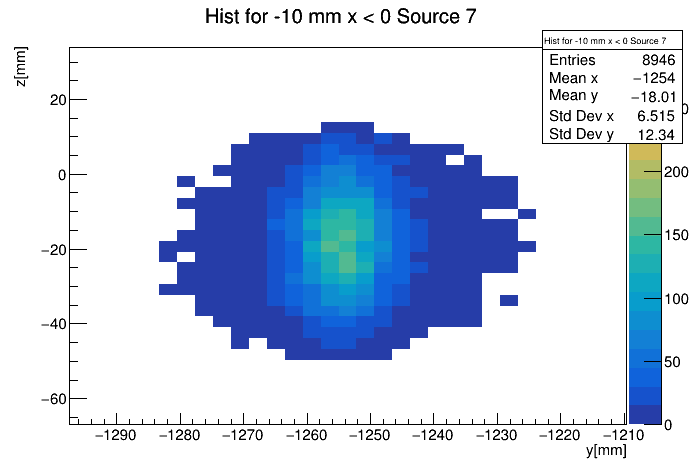 Hist for -10 mm x < 0 Source 7
z[mm]
Hist for -10 mm x < 0 Source 7
Entries 8946
Mean x −1254
Mean y −18.01
Std Dev x 6.515
Std Dev y 12.34
20
0
−20
−40
−60
0
200
150
100
50
0
−1290 −1280 −1270 −1260 −1250 −1240 −1230 −1220 −1210
y[mm]